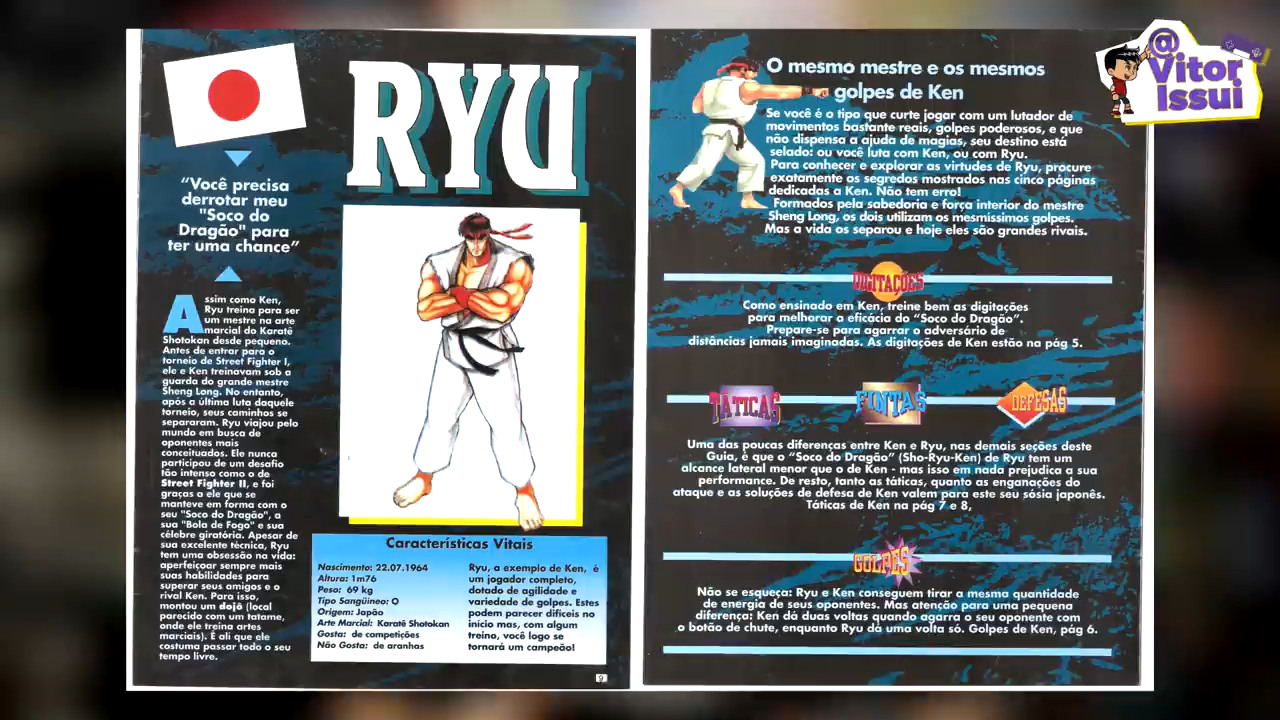 @
Vitor
Issui
RYU
“Você precisa
derrotar meu
"Soco do
Dragão" para
ter uma chance”
Assim como Ken,
Ryu treina para ser
um mestre na arte
marcial do Karatê
Shotokan desde pequeno.
Antes de entrar para o
torneio de Street Fighter I,
ele e Ken treinavam sob a
guarda do grande mestre
Sheng Long. No entanto,
após a última luta daquele
torneio, seus caminhos se
separaram. Ryu viajou pelo
mundo em busca de
oponentes mais
conceituados. Ele nunca
participou de um desafio
tão intenso como o de
Street Fighter II, e foi
graças a ele que se
manteve em forma com o
seu "Soco do Dragão", a
sua "Bola de Fogo" e sua
célebre giratória. Apesar de
sua excelente técnica, Ryu
tem uma obsessão na vida:
aperfeiçoar sempre mais
suas habilidades para
superar seus amigos e o
rival Ken. Para isso,
montou um dojô (local
parecido com um tatame,
onde ele treina artes
marciais). É ali que ele
costuma passar todo o seu
tempo livre.
Características Vitais
Nascimento: 22.07.1964
Altura: 1m76
Peso: 69 kg
Tipo Sangüíneo: O
Origem: Japão
Arte Marcial: Karatê Shotokan
Gosta: de competições
Não Gosta: de aranhas
Ryu, a exemplo de Ken, é
um jogador completo,
dotado de agilidade e
variedade de golpes. Estes
podem parecer difíceis no
início mas, com algum
treino, você logo se
tornará um campeão!
9
O mesmo mestre e os mesmos
golpes de Ken
Se você é o tipo que curte jogar com um lutador de
movimentos bastante reais, golpes poderosos, e que
não dispensa a ajuda de magias, seu destino está
selado: ou você luta com Ken, ou com Ryu.
Para conhecer e explorar as virtudes de Ryu, procure
exatamente os segredos mostrados nas cinco páginas
dedicadas a Ken. Não tem erro!
Formados pela sabedoria e força interior do mestre
Sheng Long, os dois utilizam os mesmíssimos golpes.
Mas a vida os separou e hoje eles são grandes rivais.
DIGITAÇÕES
Como ensinado em Ken, treine bem as digitações
para melhorar a eficácia do “Soco do Dragão”.
Prepare-se para agarrar o adversário de
distâncias jamais imaginadas. As digitações de Ken estão na pág 5.
TÁTICAS
FINTAS
DEFESAS
Uma das poucas diferenças entre Ken e Ryu, nas demais seções deste
Guia, é que o “Soco do Dragão” (Sho-Ryu-Ken) de Ryu tem um
alcance lateral menor que o de Ken - mas isso em nada prejudica a sua
performance. De resto, tanto as táticas, quanto as enganações do
ataque e as soluções de defesa de Ken valem para este seu sósia japonês.
Táticas de Ken na pág 7 e 8,
GOLPES
Não se esqueça: Ryu e Ken conseguem tirar a mesma quantidade
de energia de seus oponentes. Mas atenção para uma pequena
diferença: Ken dá duas voltas quando agarra o seu oponente com
o botão de chute, enquanto Ryu dá uma volta só. Golpes de Ken, pág 6.